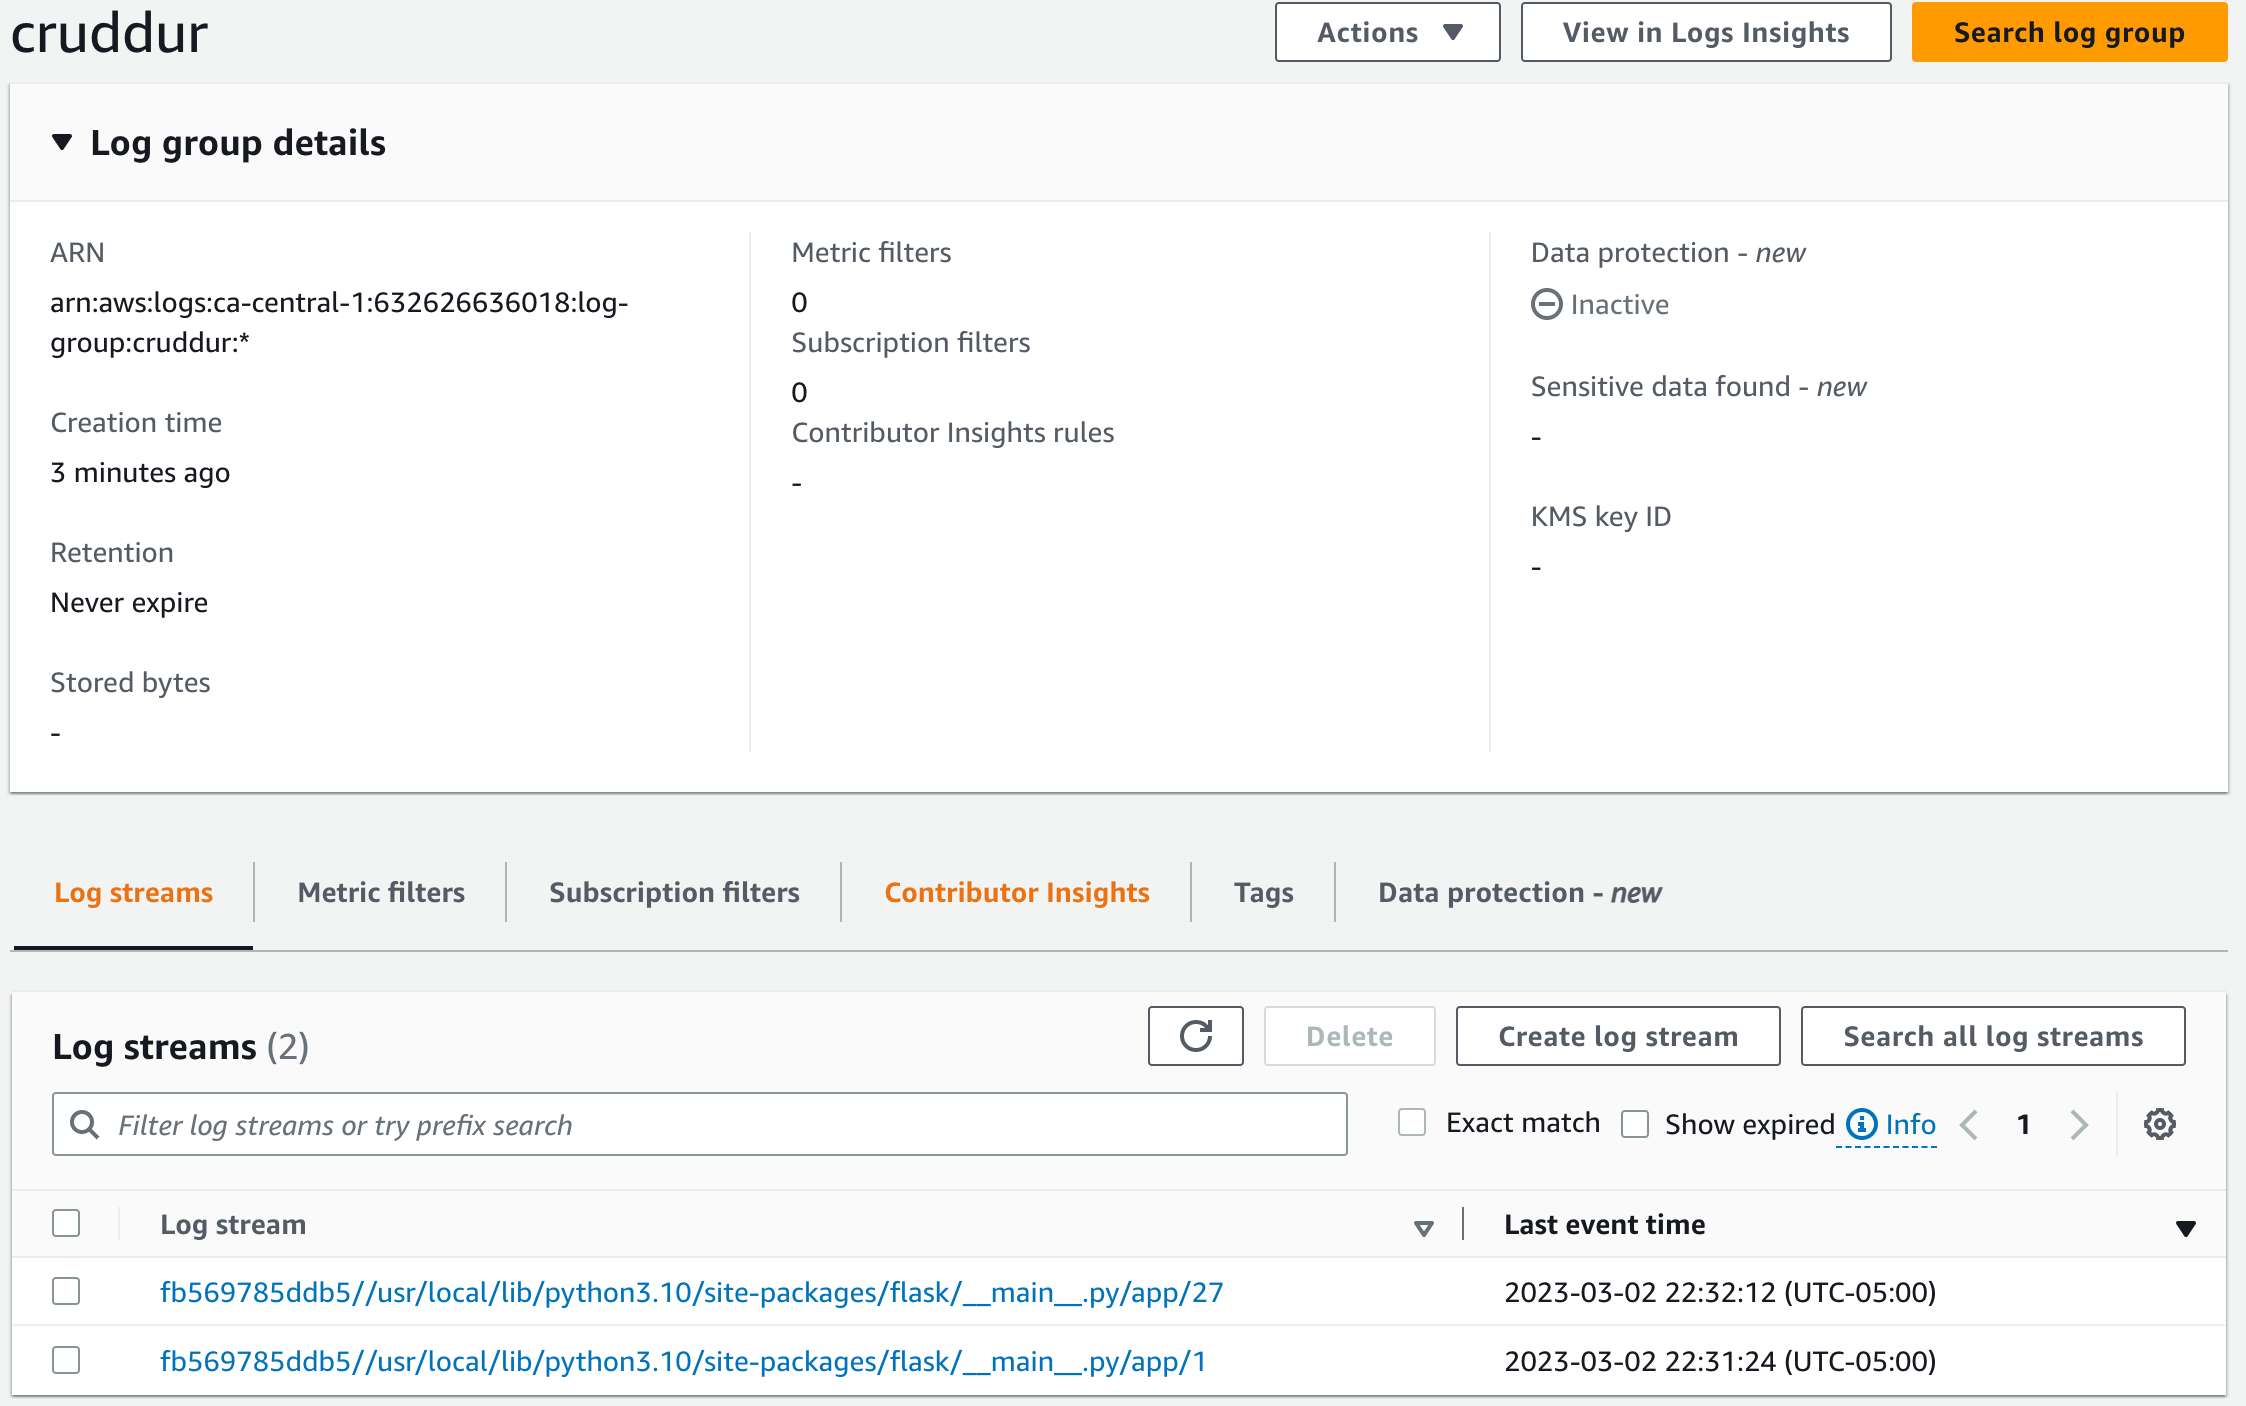 cruddur
Actions
View in Logs Insights
Search log group
Log group details
ARN
arn:aws:logs:ca-central-1:632626636018:log-
group:cruddur:*
Creation time
3 minutes ago
Retention
Never expire
Stored bytes
-
Metric filters
0
Subscription filters
0
Contributor Insights rules
-
Data protection - new
Inactive
Sensitive data found - new
-
KMS key ID
-
Log streams
Metric filters
Subscription filters
Contributor Insights
Tags
Data protection - new
Log streams (2)
Delete
Create log stream
Search all log streams
Filter log streams or try prefix search
Exact match
Show expired
Info
1
Log stream
Last event time
fb569785ddb5//usr/local/lib/python3.10/site-packages/flask/__main__.py/app/27
2023-03-02 22:32:12 (UTC-05:00)
fb569785ddb5//usr/local/lib/python3.10/site-packages/flask/__main__.py/app/1
2023-03-02 22:31:24 (UTC-05:00)